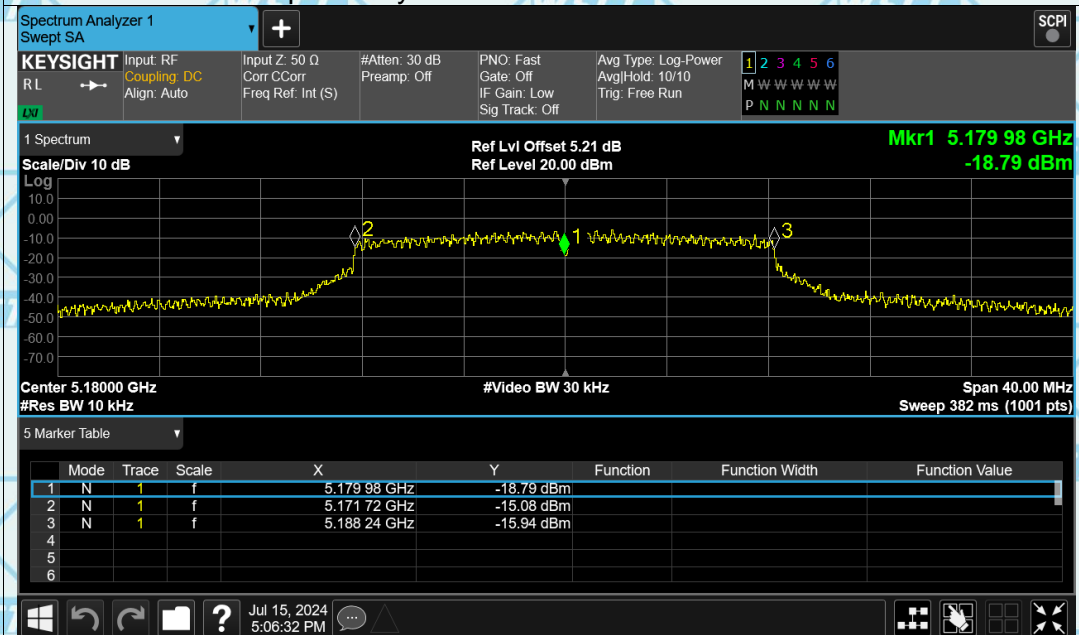 Spectrum Analyzer 1
Swept SA
+
SCPI
KEYSIGHT
RL
LXI
Input: RF
Coupling: DC
Align: Auto
Input Z: 50 Ω
Corr CCorr
Freq Ref: Int (S)
#Atten: 30 dB
Preamp: Off
PNO: Fast
Gate: Off
IF Gain: Low
Sig Track: Off
Avg Type: Log-Power
Avg|Hold: 10/10
Trig: Free Run
1 2 3 4 5 6
M W W W W W
P N N N N N
1 Spectrum
Scale/Div 10 dB
Ref Lvl Offset 5.21 dB
Ref Level 20.00 dBm
Mkr1 5.179 98 GHz
-18.79 dBm
Log
10.0
0.00
-10.0
-20.0
-30.0
-40.0
-50.0
-60.0
-70.0
2
1
3
Center 5.18000 GHz
#Video BW 30 kHz
Span 40.00 MHz
#Res BW 10 kHz
Sweep 382 ms (1001 pts)
5 Marker Table
Mode Trace Scale X Y Function Function Width Function Value
1 N 1 f 5.179 98 GHz -18.79 dBm
2 N 1 f 5.171 72 GHz -15.08 dBm
3 N 1 f 5.188 24 GHz -15.94 dBm
4
5
6
?
Jul 15, 2024
5:06:32 PM